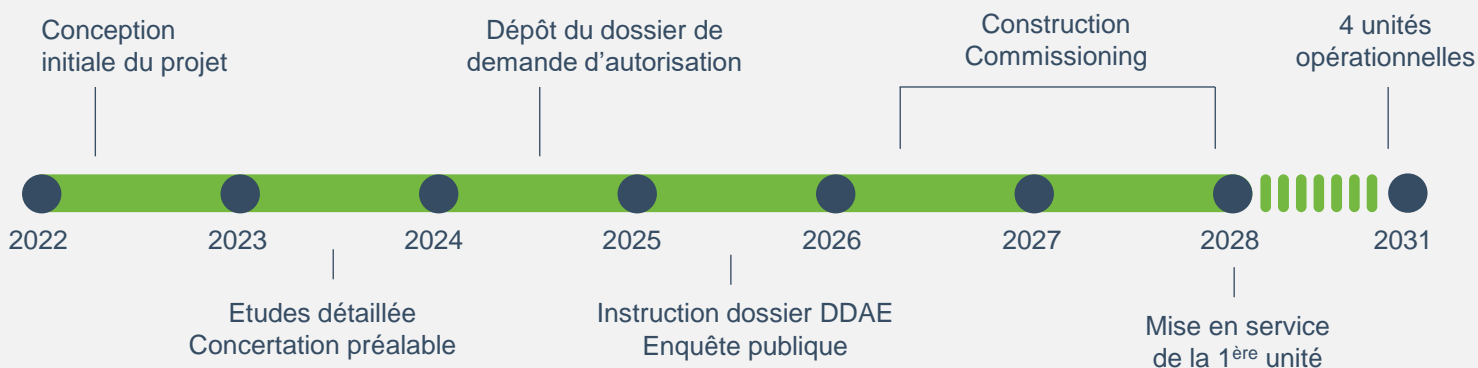 Conception
initiale du projet
Dépôt du dossier de
demande d’autorisation
Construction
Commissioning
4 unités
opérationnelles
2022
2023
2024
2025
2026
2027
2028
2031
Etudes détaillée
Concertation préalable
Instruction dossier DDAE
Enquête publique
Mise en service
de la 1ère unité